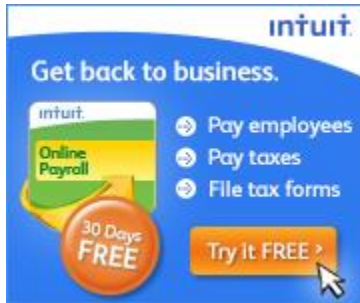 intuit.
Get back to business.
intuit.
Online
Payroll
Pay employees
Pay taxes
File tax forms
30 Days
FREE
Try it FREE >